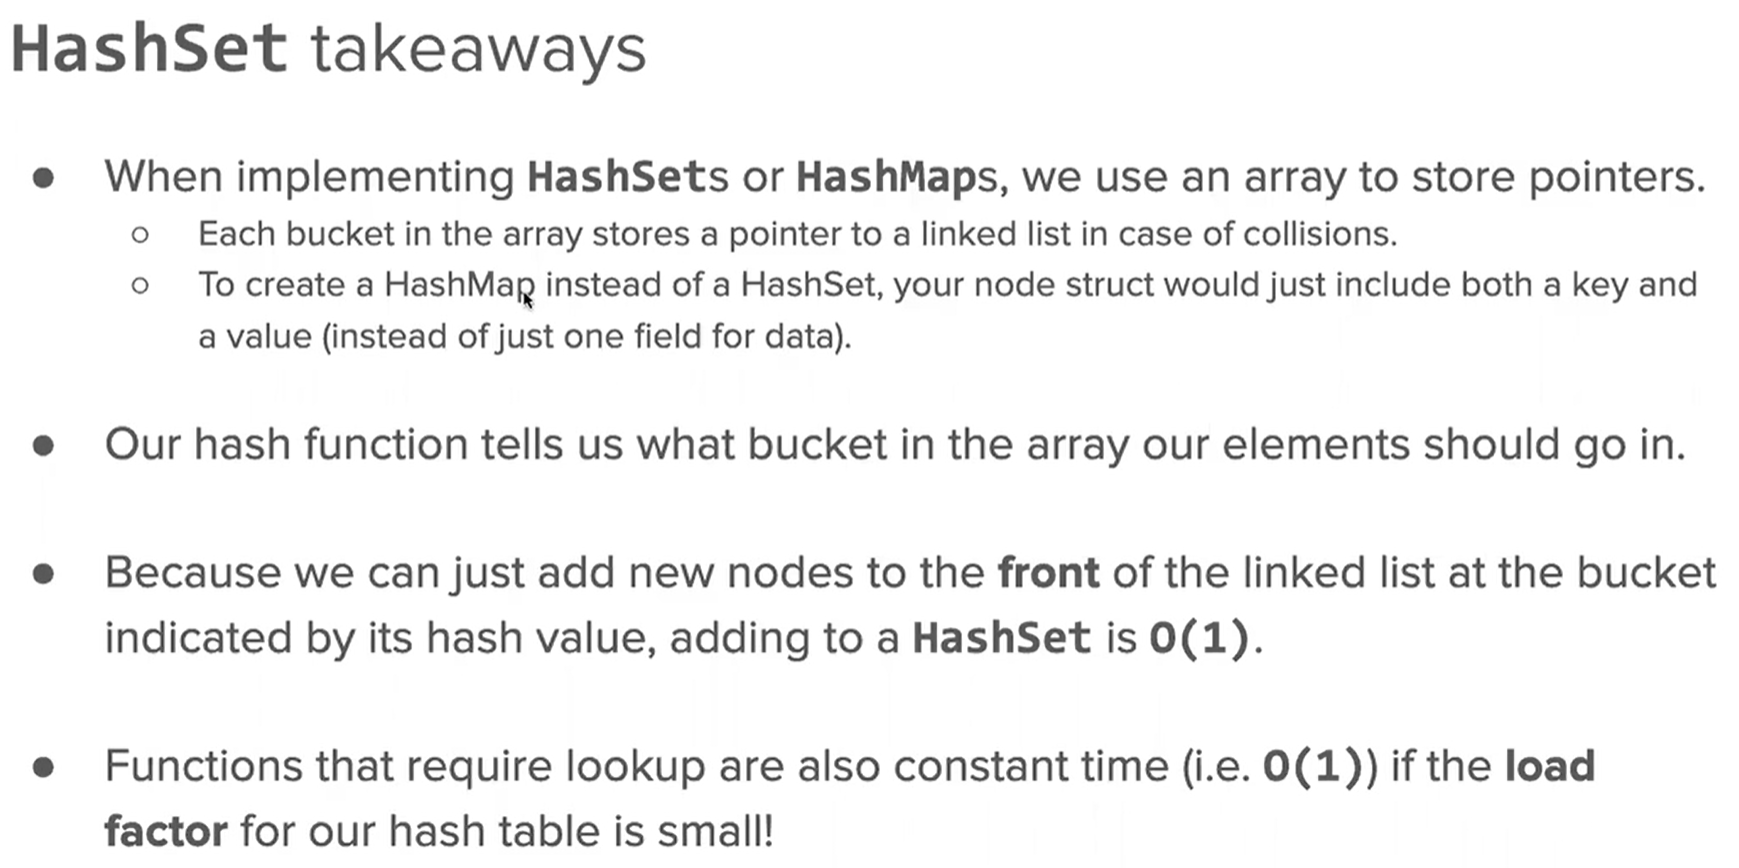 HashSet takeaways
● When implementing HashSets or HashMaps, we use an array to store pointers.
○ Each bucket in the array stores a pointer to a linked list in case of collisions.
○ To create a HashMap instead of a HashSet, your node struct would just include both a key and
a value (instead of just one field for data).
● Our hash function tells us what bucket in the array our elements should go in.
● Because we can just add new nodes to the front of the linked list at the bucket
indicated by its hash value, adding to a HashSet is O(1).
● Functions that require lookup are also constant time (i.e. O(1)) if the load
factor for our hash table is small!